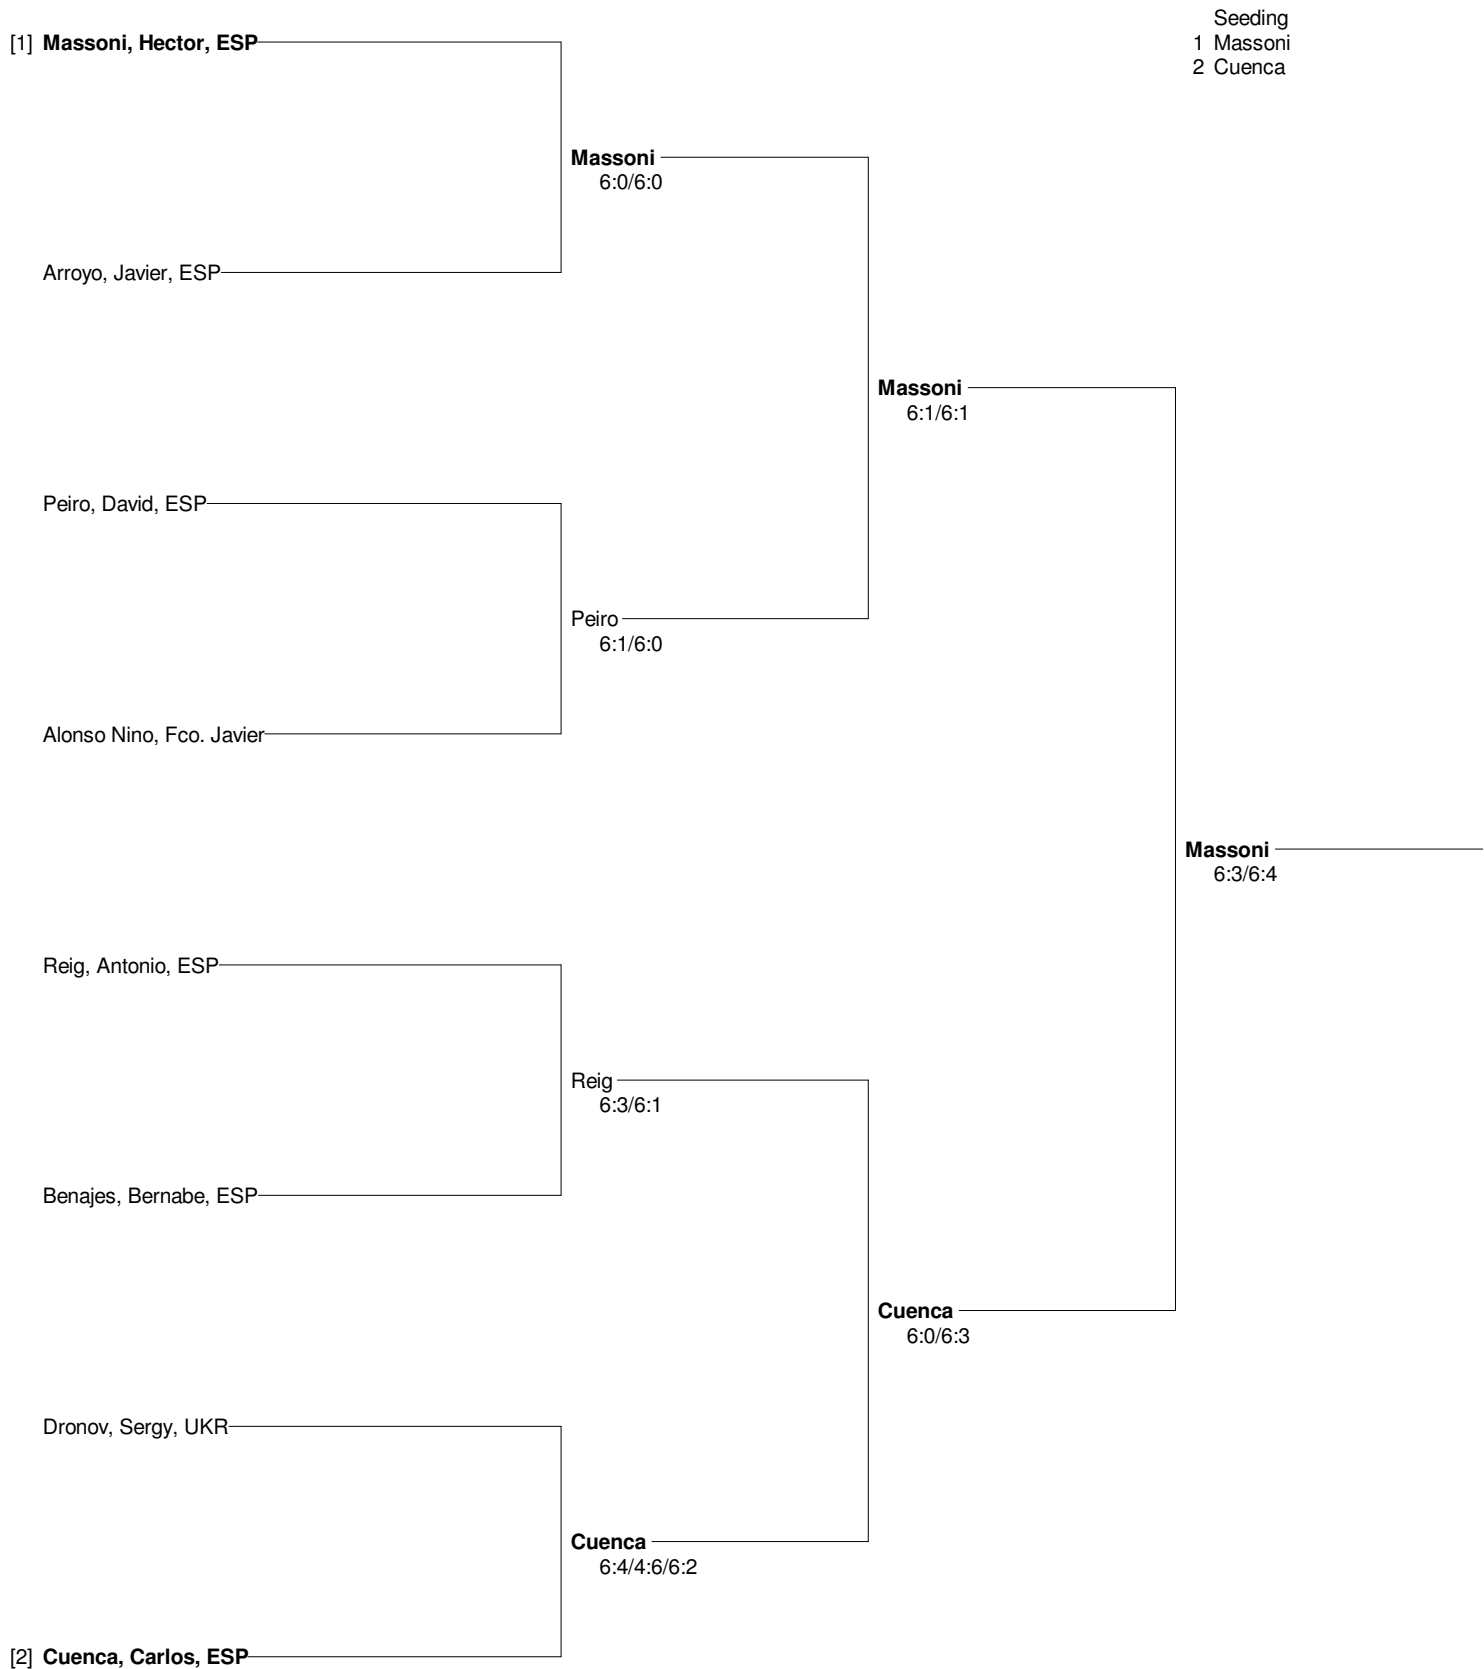 Seeding
1 Massoni
2 Cuenca
[1] Massoni, Hector, ESP
Massoni
6:0/6:0
Arroyo, Javier, ESP
Massoni
6:1/6:1
Peiro, David, ESP
Peiro
6:1/6:0
Alonso Nino, Fco. Javier
Massoni
6:3/6:4
Reig, Antonio, ESP
Reig
6:3/6:1
Benajes, Bernabe, ESP
Cuenca
6:0/6:3
Dronov, Sergy, UKR
Cuenca
6:4/4:6/6:2
[2] Cuenca, Carlos, ESP